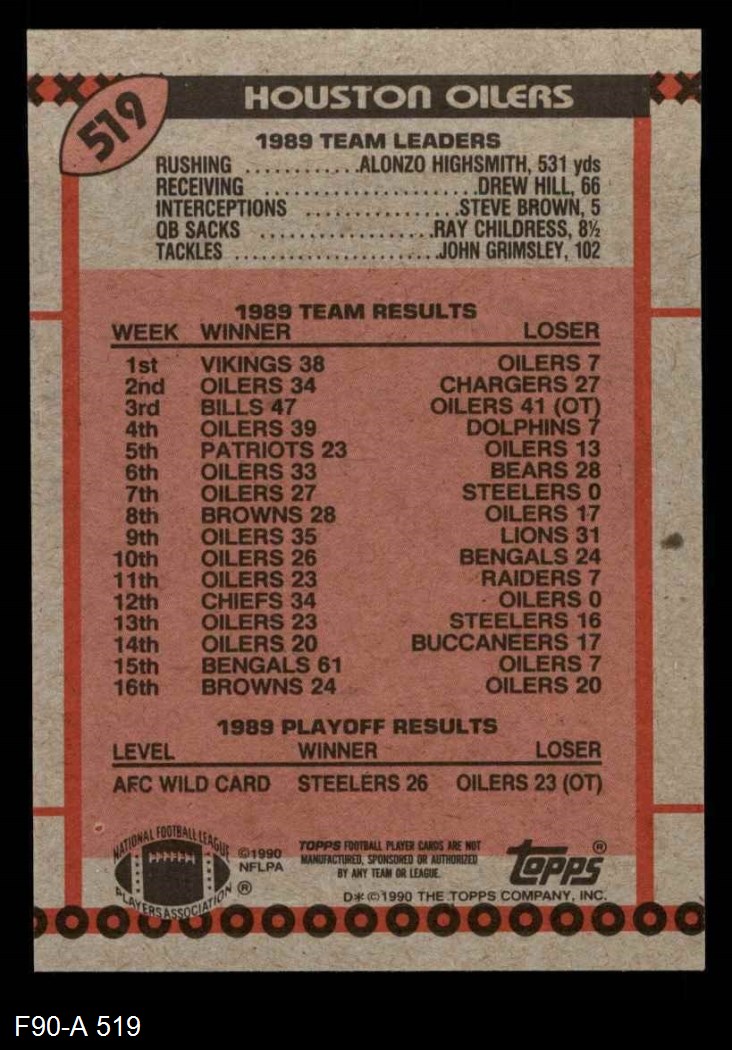 519
HOUSTON OILERS
1989 TEAM LEADERS
RUSHING ............ALONZO HIGHSMITH, 531 yds
RECEIVING .......................DREW HILL, 66
INTERCEPTIONS ................STEVE BROWN, 5
QB SACKS ..................RAY CHILDRESS, 8½
TACKLES ......................JOHN GRIMSLEY, 102
1989 TEAM RESULTS
WEEK WINNER LOSER
1st VIKINGS 38 OILERS 7
2nd OILERS 34 CHARGERS 27
3rd BILLS 47 OILERS 41 (OT)
4th OILERS 39 DOLPHINS 7
5th PATRIOTS 23 OILERS 13
6th OILERS 33 BEARS 28
7th OILERS 27 STEELERS 0
8th BROWNS 28 OILERS 17
9th OILERS 35 LIONS 31
10th OILERS 26 BENGALS 24
11th OILERS 23 RAIDERS 7
12th CHIEFS 34 OILERS 0
13th OILERS 23 STEELERS 16
14th OILERS 20 BUCCANEERS 17
15th BENGALS 61 OILERS 7
16th BROWNS 24 OILERS 20
1989 PLAYOFF RESULTS
LEVEL WINNER LOSER
AFC WILD CARD STEELERS 26 OILERS 23 (OT)
NATIONAL FOOTBALL LEAGUE
PLAYERS ASSOCIATION ®
©1990
NFLPA
TOPPS FOOTBALL PLAYER CARDS ARE NOT
MANUFACTURED, SPONSORED OR AUTHORIZED
BY ANY TEAM OR LEAGUE.
topps ®
D* © 1990 THE TOPPS COMPANY, INC.
F90-A 519